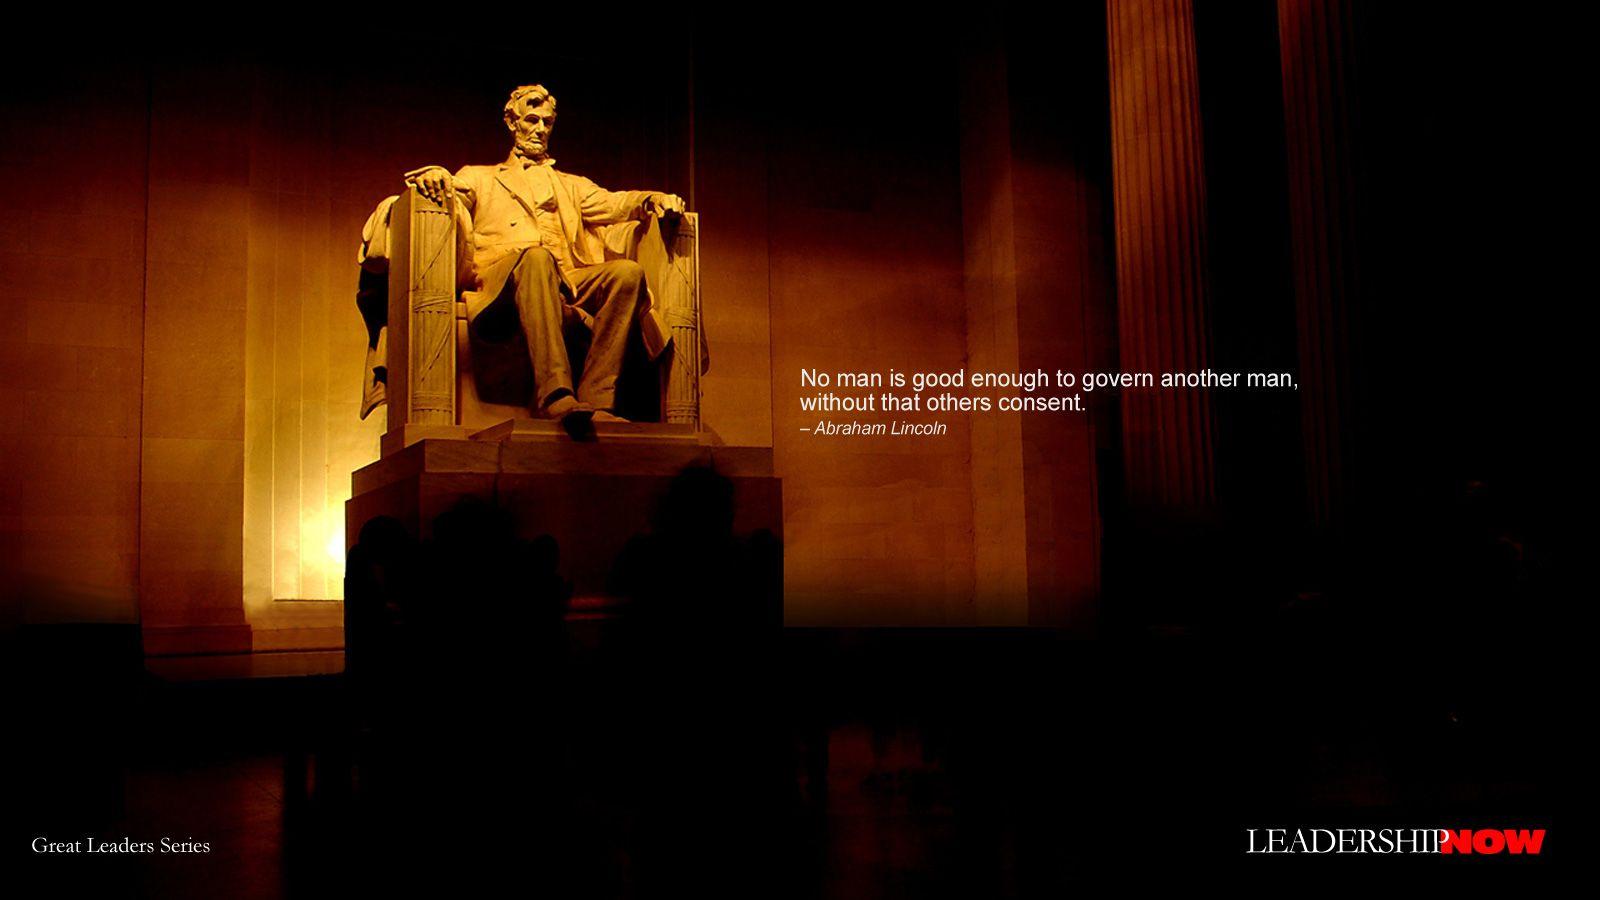 No man is good enough to govern another man,
without that others consent.
– Abraham Lincoln
Great Leaders Series
LEADERSHIPNOW